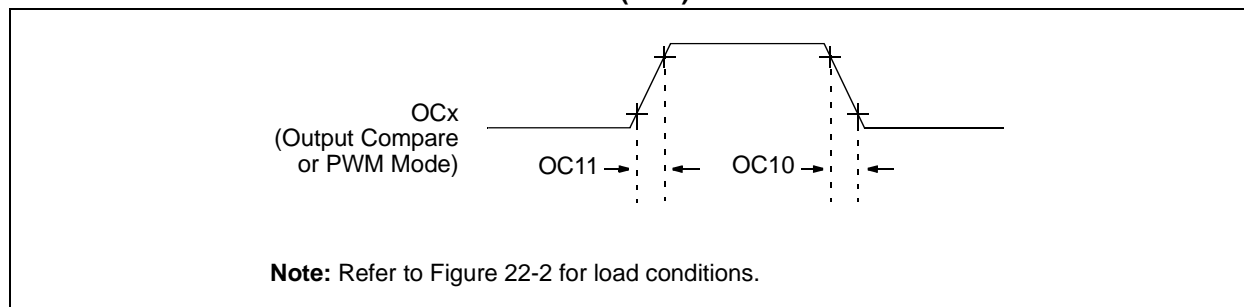 OCx
(Output Compare
or PWM Mode)
OC11
OC10
Note: Refer to Figure 22-2 for load conditions.